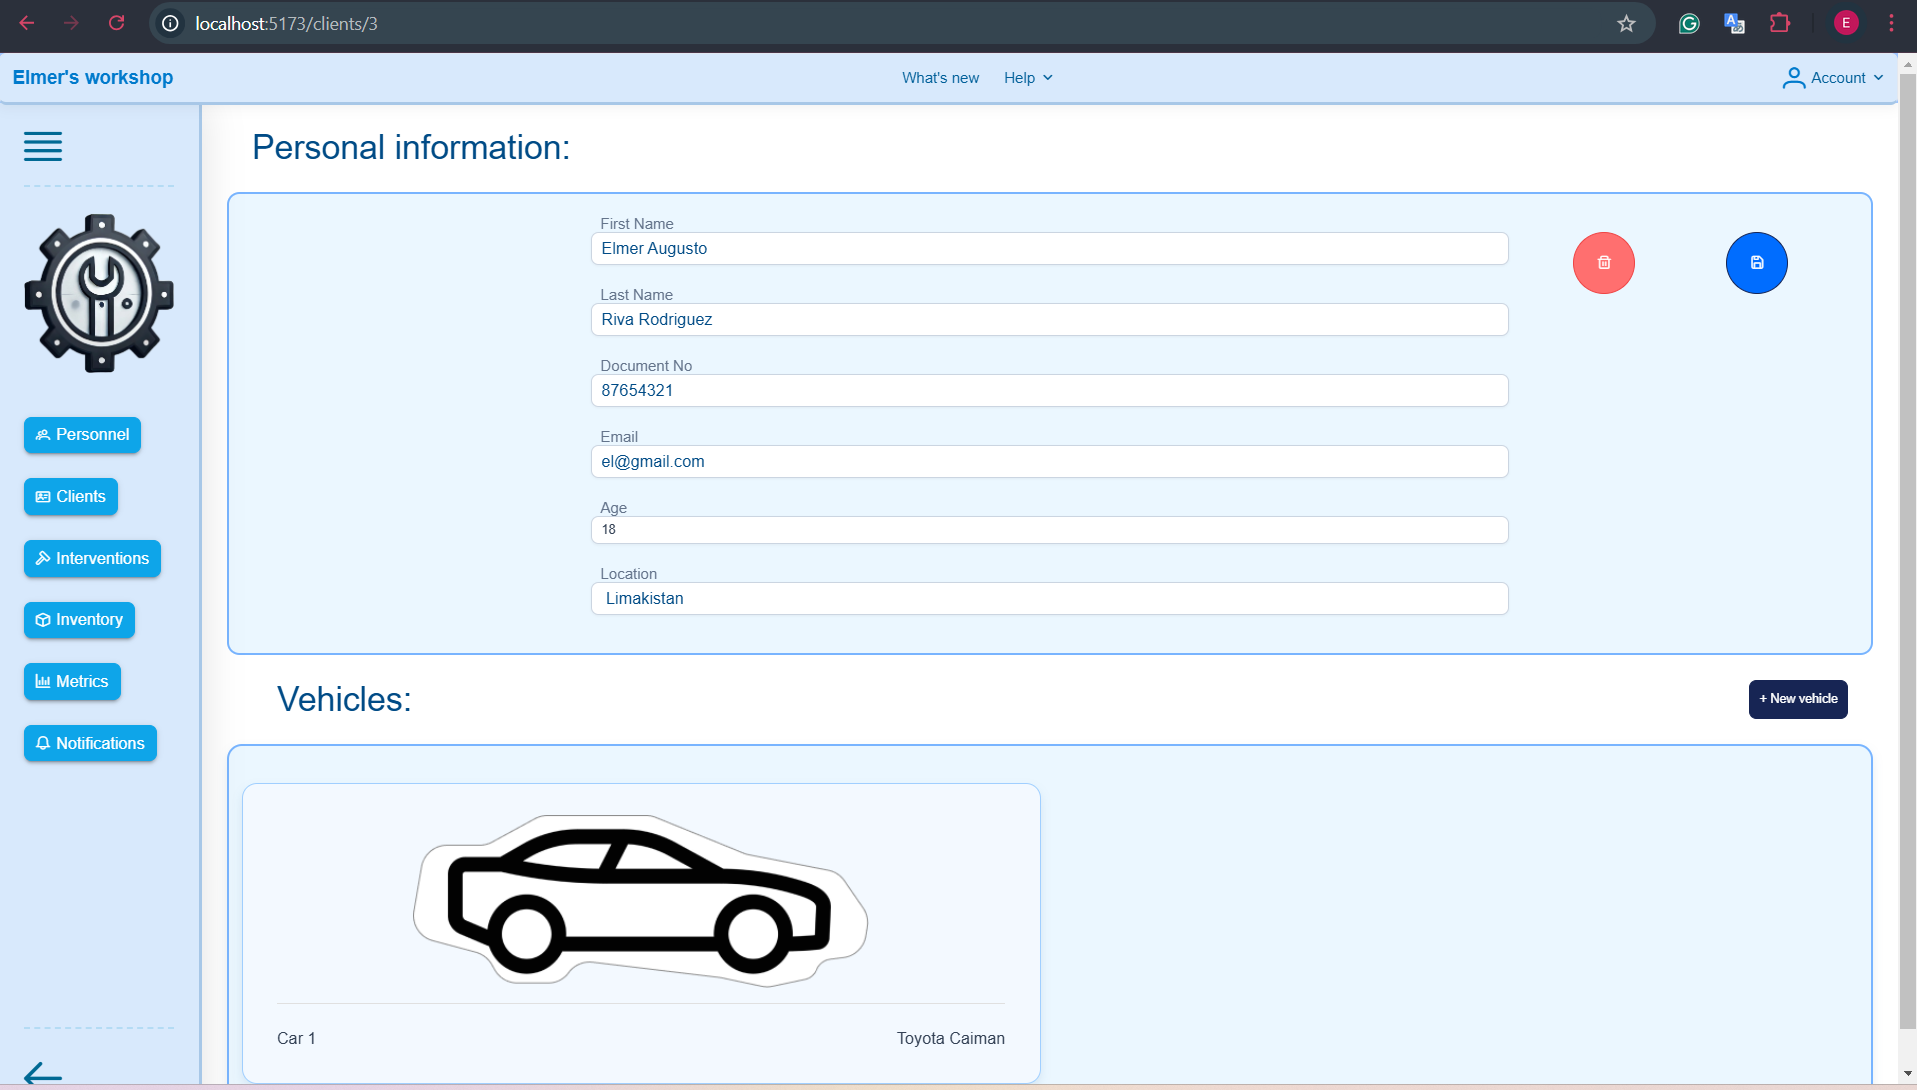 localhost:5173/clients/3
E
Elmer's workshop
What's new
Help
Account
Personal information:
First Name
Elmer Augusto
Last Name
Riva Rodriguez
Document No
87654321
Email
el@gmail.com
Age
18
Location
Limakistan
Personnel
Clients
Interventions
Inventory
Metrics
Notifications
Vehicles:
+ New vehicle
Car 1
Toyota Caiman